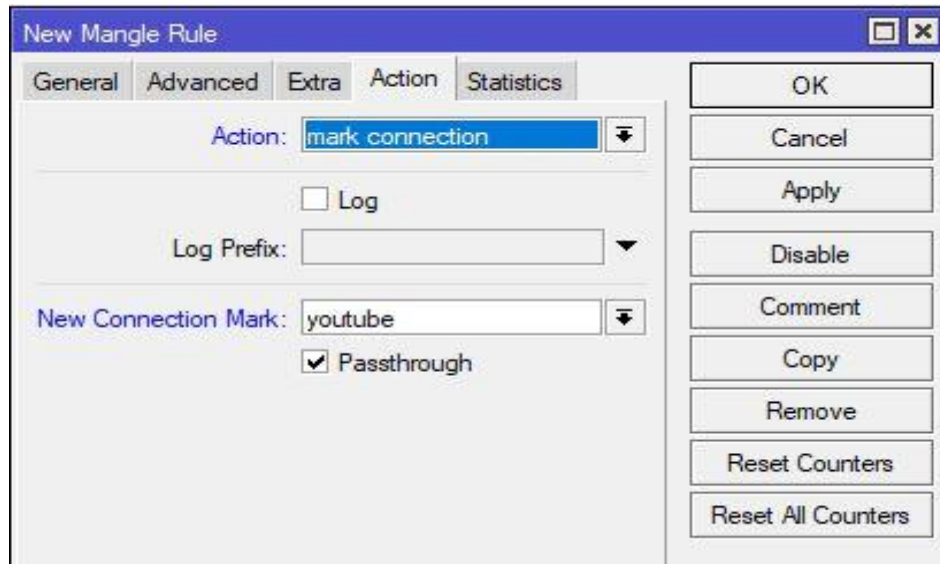 New Mangle Rule
General Advanced Extra Action Statistics
Action: mark connection
Log
Log Prefix:
New Connection Mark: youtube
Passthrough
OK
Cancel
Apply
Disable
Comment
Copy
Remove
Reset Counters
Reset All Counters